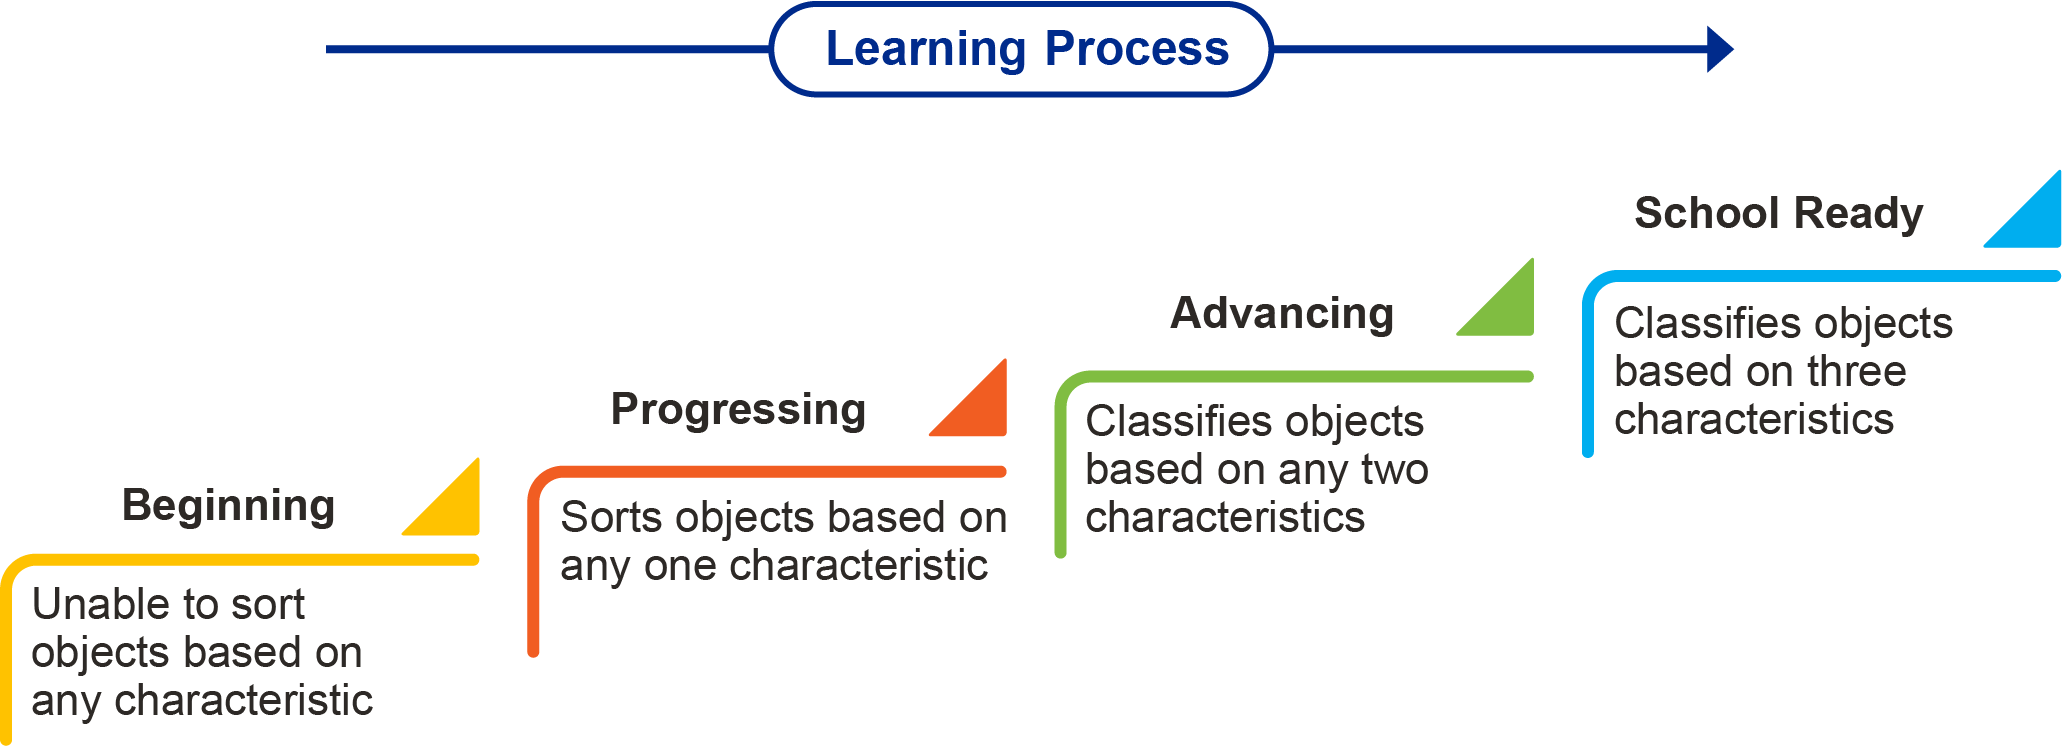 Learning Process
Beginning
Unable to sort
objects based on
any characteristic
Progressing
Sorts objects based on
any one characteristic
Advancing
Classifies objects
based on any two
characteristics
School Ready
Classifies objects
based on three
characteristics